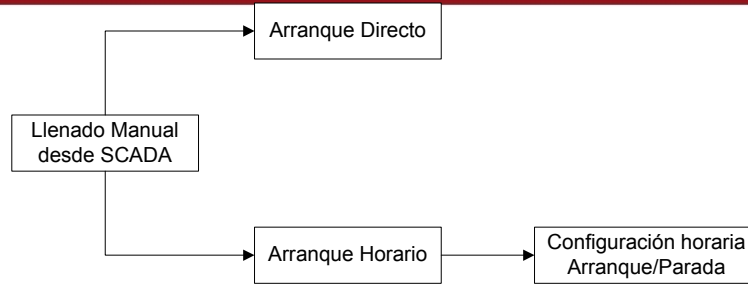 Arranque Directo
Llenado Manual
desde SCADA
Arranque Horario
Configuración horaria
Arranque/Parada